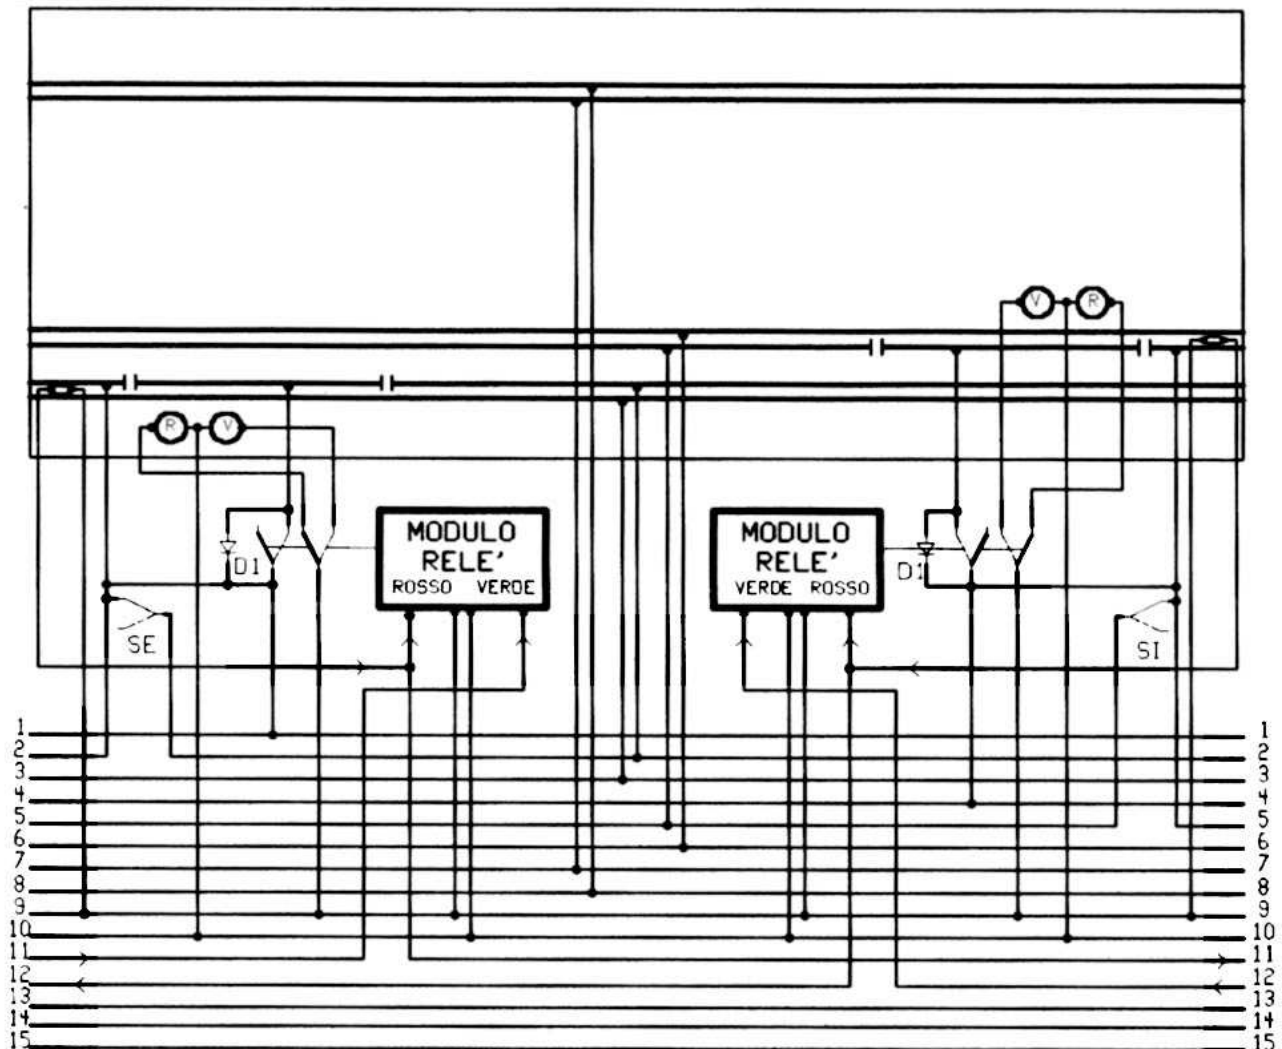 V R
R V
MODULO
RELE'
ROSSO VERDE
MODULO
RELE'
VERDE ROSSO
D1
D1
SE
SI
1 1
2 2
3 3
4 4
5 5
6 6
7 7
8 8
9 9
10 10
11 11
12 12
13 13
14 14
15 15